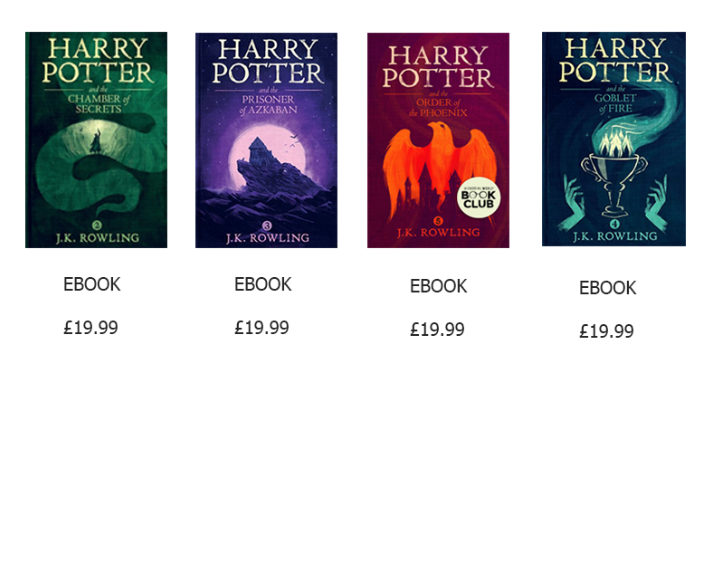 HARRY
POTTER
and the
CHAMBER of
SECRETS
2
J.K. ROWLING
EBOOK
£19.99
HARRY
POTTER
and the
PRISONER
of AZKABAN
3
J.K. ROWLING
EBOOK
£19.99
HARRY
POTTER
and the
ORDER of
the PHOENIX
BOOK
CLUB
5
J.K. ROWLING
EBOOK
£19.99
HARRY
POTTER
and the
GOBLET
of FIRE
4
J.K. ROWLING
EBOOK
£19.99